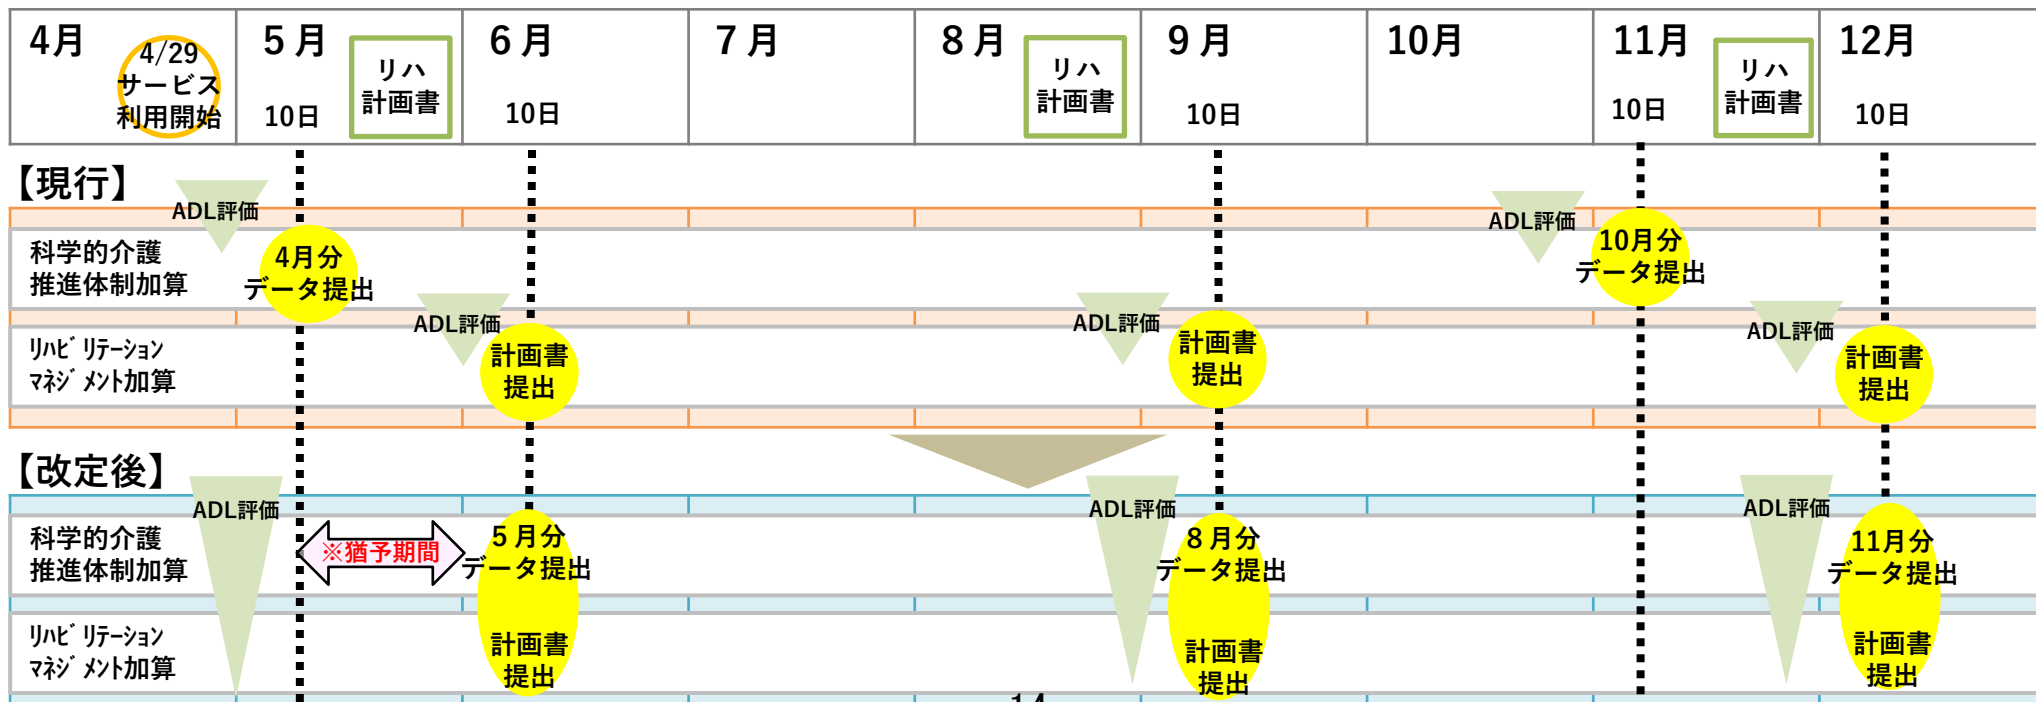 4月
4/29
サービス
利用開始
5月
10日
リハ
計画書
6月
10日
7月
8月
リハ
計画書
9月
10日
10月
11月
10日
リハ
計画書
12月
10日
【現行】
ADL評価
ADL評価
科学的介護
推進体制加算
4月分
データ提出
10月分
データ提出
ADL評価
ADL評価
ADL評価
リハビリテーション
マネジメント加算
計画書
提出
計画書
提出
計画書
提出
【改定後】
ADL評価
ADL評価
ADL評価
科学的介護
推進体制加算
※猶予期間
5月分
データ提出
8月分
データ提出
11月分
データ提出
リハビリテーション
マネジメント加算
計画書
提出
計画書
提出
計画書
提出